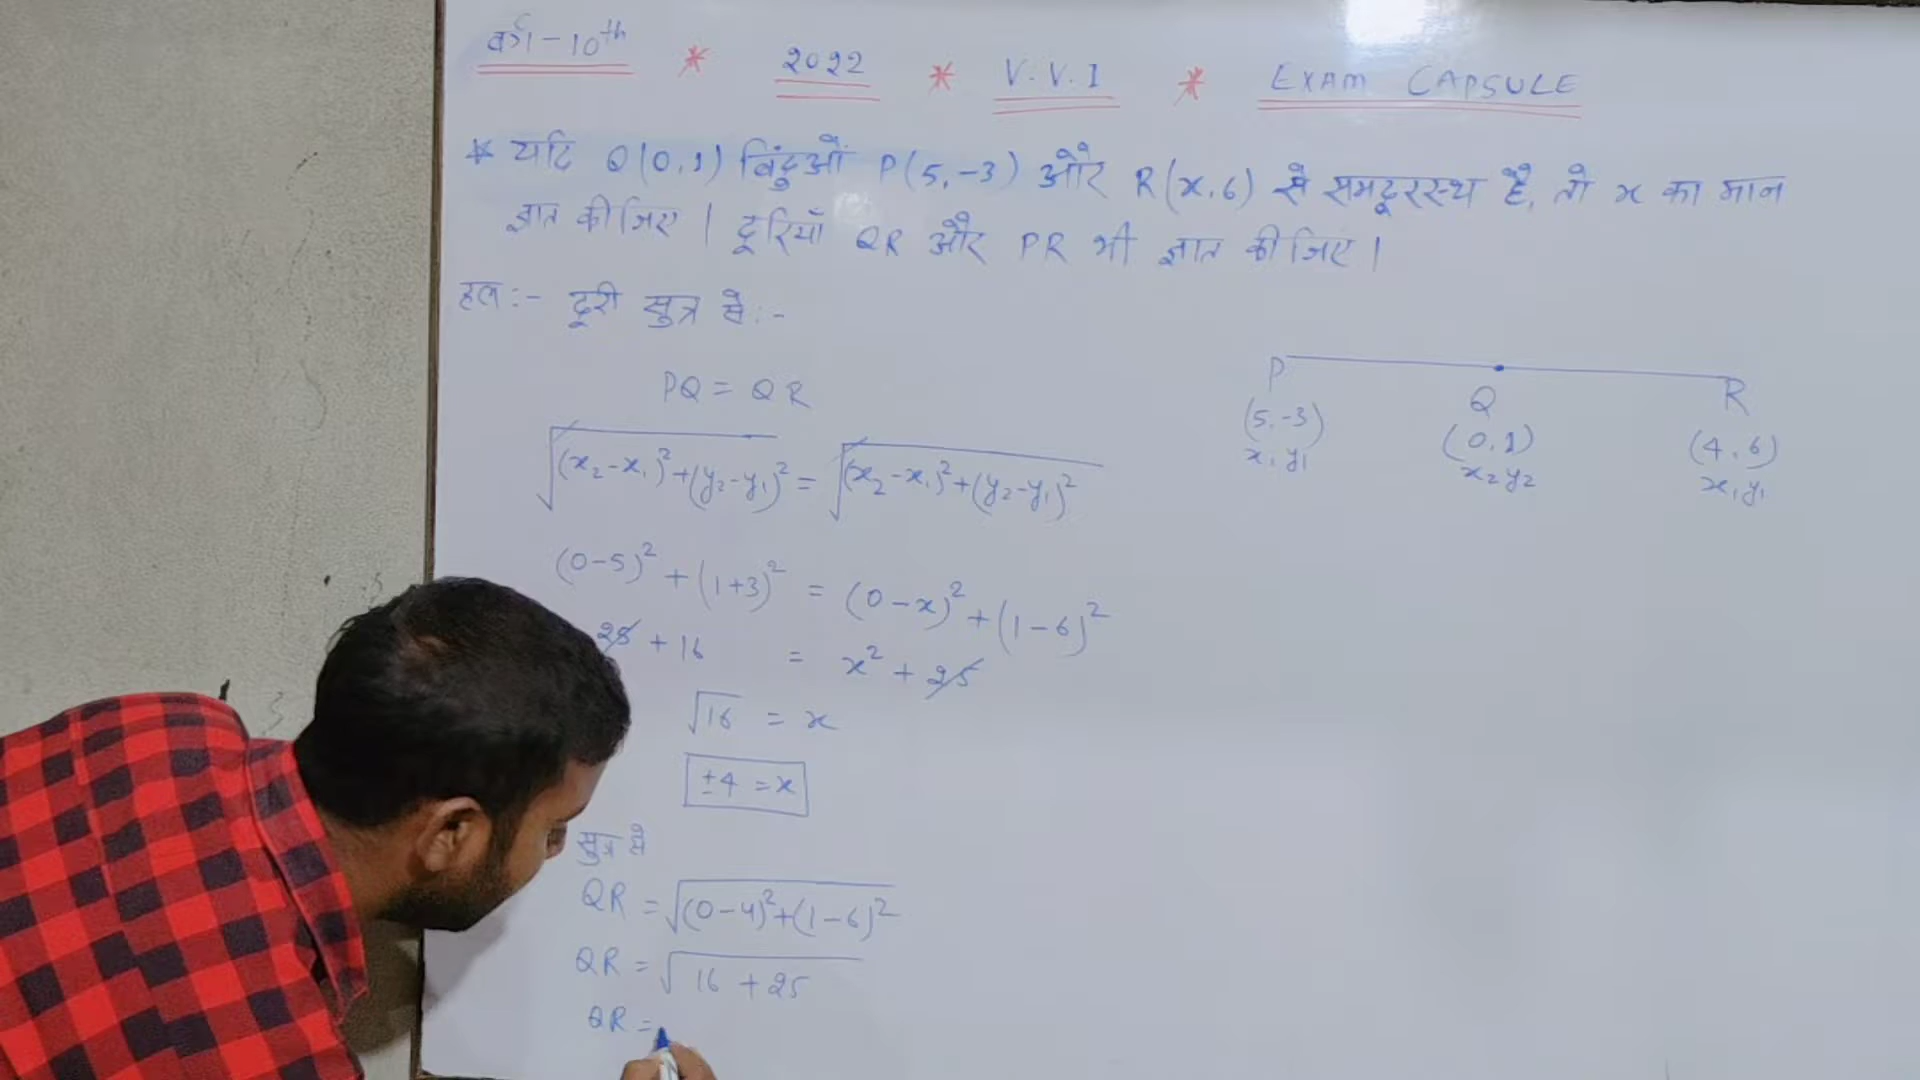 वर्ग - 10th * 2022 * V.V.I * EXAM CAPSULE
* यदि Q(0,1) बिंदुओं P(5,-3) और R(x,6) से समदूरस्थ है, तो x का मान
ज्ञात कीजिए | दूरियाँ QR और PR भी ज्ञात कीजिए |
हल :- दूरी सुत्र से :-
PQ = QR
√(x₂-x₁)²+(y₂-y₁)² = √(x₂-x₁)²+(y₂-y₁)²
(0-5)² + (1+3)² = (0-x)² + (1-6)²
25 + 16 = x² + 25
√16 = x
±4 = x
सुत्र से
QR = √(0-4)²+(1-6)²
QR = √16 + 25
QR =
P Q R
(5,-3) (0,1) (4,6)
x₁y₁ x₂y₂ x₁y₁